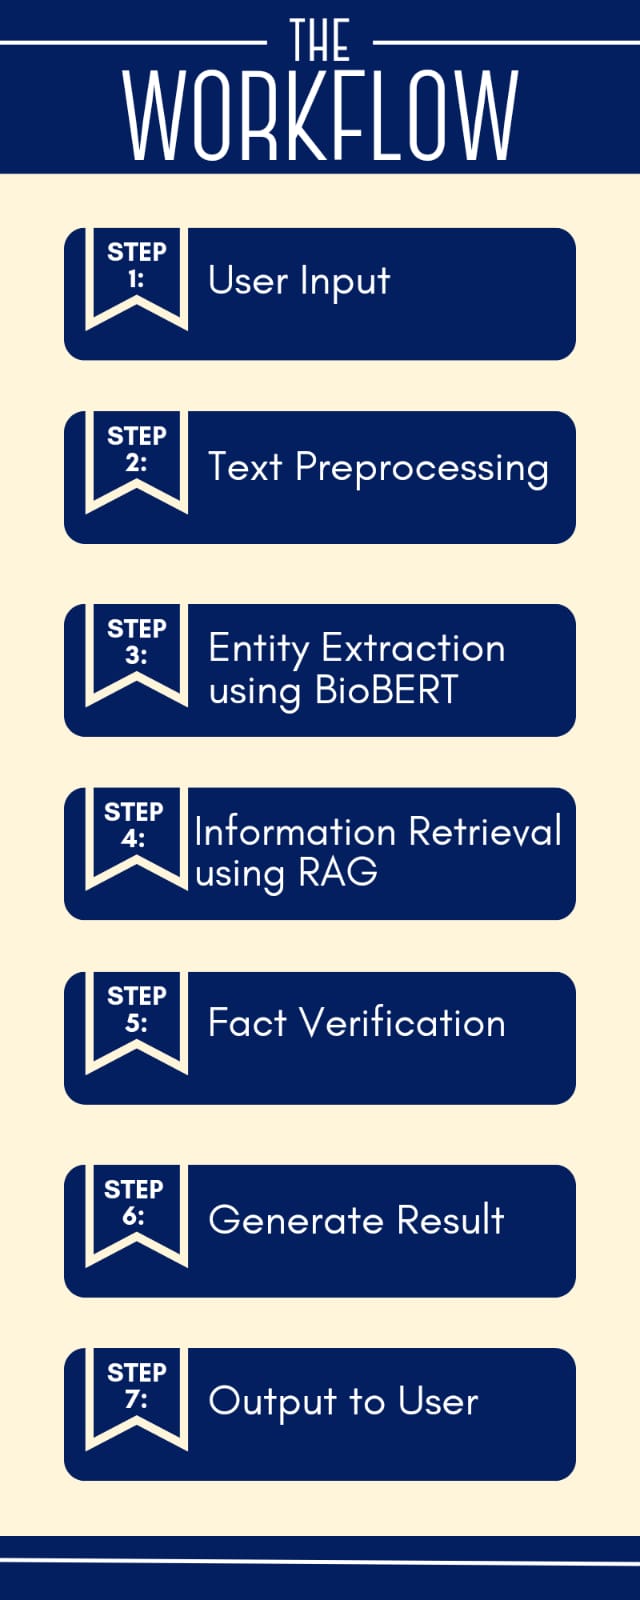 THE
WORKFLOW
STEP
1:
User Input
STEP
2:
Text Preprocessing
STEP
3:
Entity Extraction
using BioBERT
STEP
4:
Information Retrieval
using RAG
STEP
5:
Fact Verification
STEP
6:
Generate Result
STEP
7:
Output to User